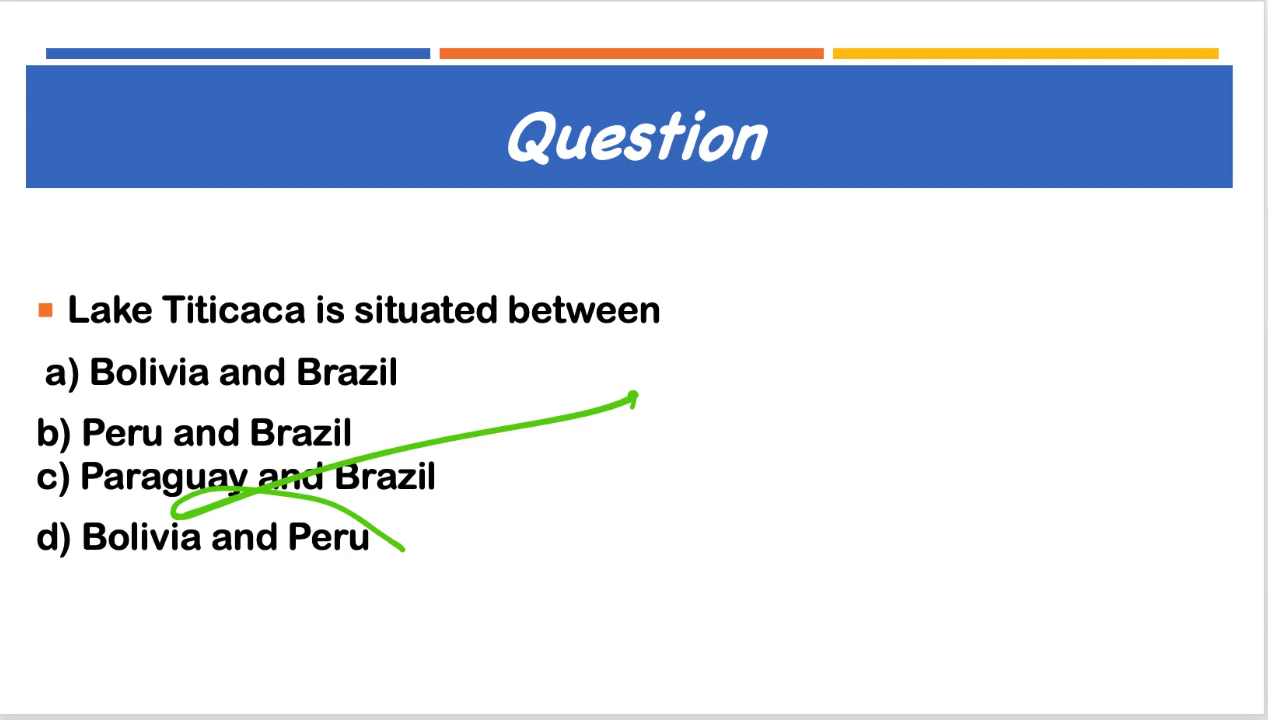 Question
Lake Titicaca is situated between
a) Bolivia and Brazil
b) Peru and Brazil
c) Paraguay and Brazil
d) Bolivia and Peru